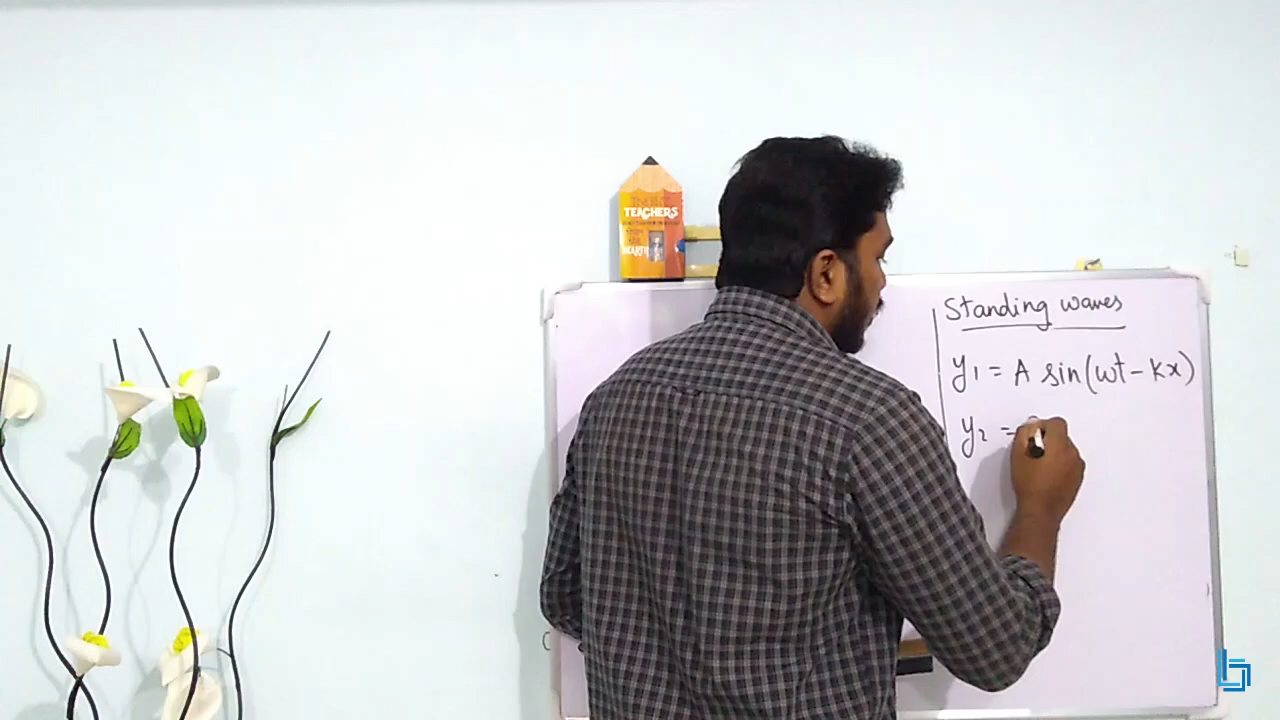 TEACHERS
Standing waves
y₁ = A sin(ωt - kx)
y₂ =